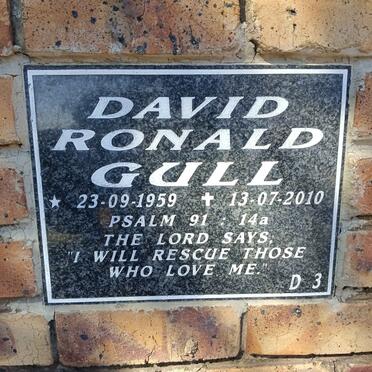 DAVID
RONALD
GULL
★ 23-09-1959 ✝ 13-07-2010
PSALM 91 : 14a
THE LORD SAYS,
"I WILL RESCUE THOSE
WHO LOVE ME."
D 3